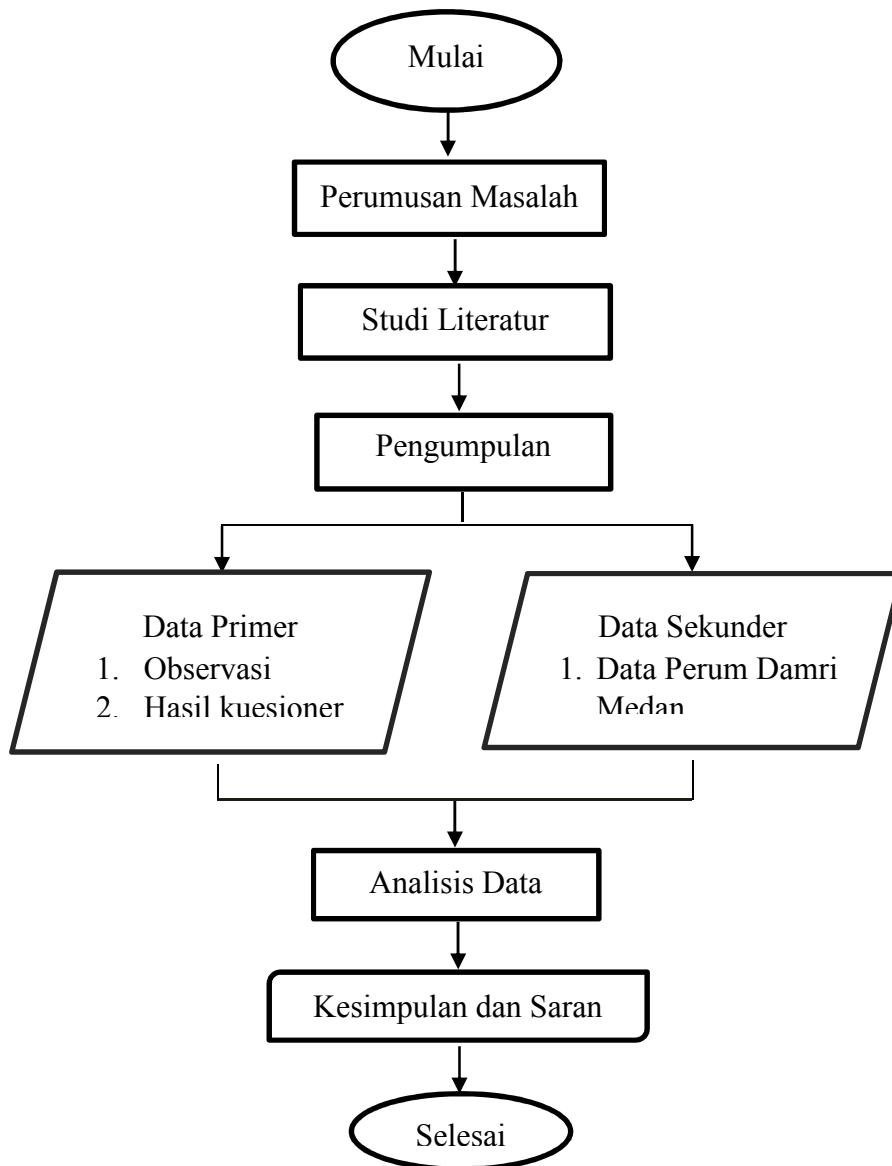 Mulai
Perumusan Masalah
Studi Literatur
Pengumpulan
Data Primer
1. Observasi
2. Hasil kuesioner
Data Sekunder
1. Data Perum Damri
Medan
Analisis Data
Kesimpulan dan Saran
Selesai